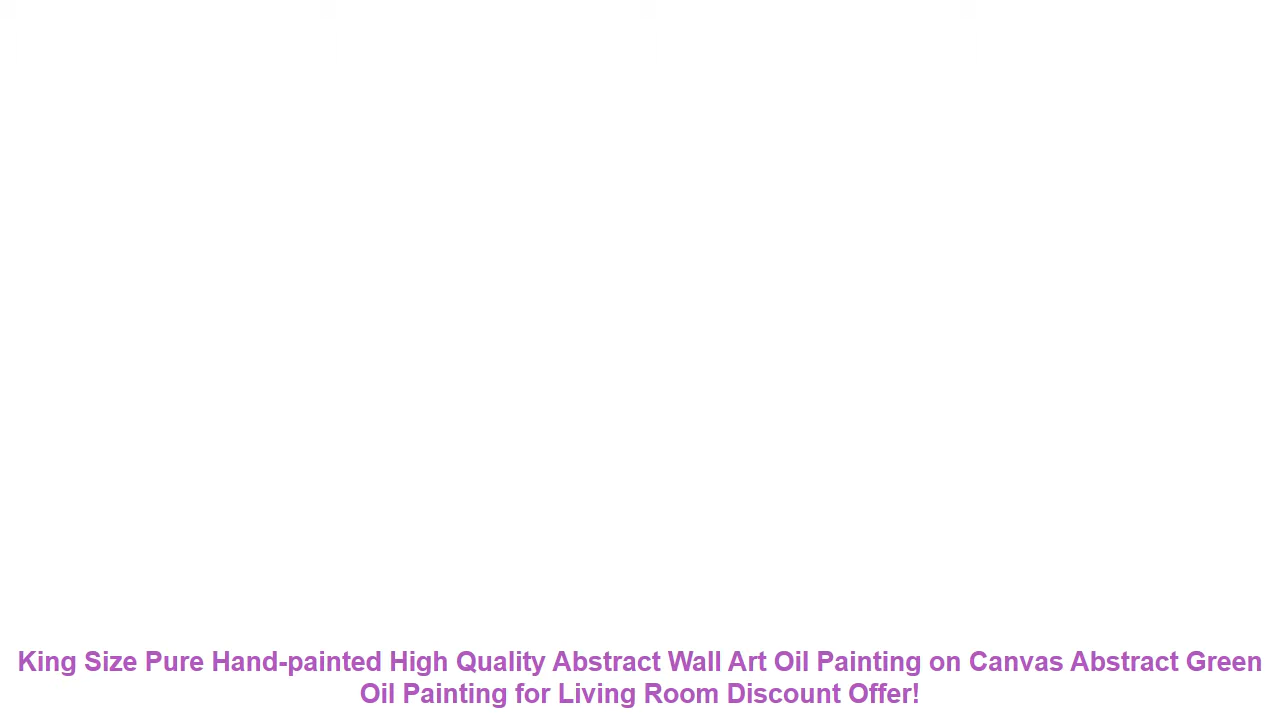 King Size Pure Hand-painted High Quality Abstract Wall Art Oil Painting on Canvas Abstract Green
Oil Painting for Living Room Discount Offer!